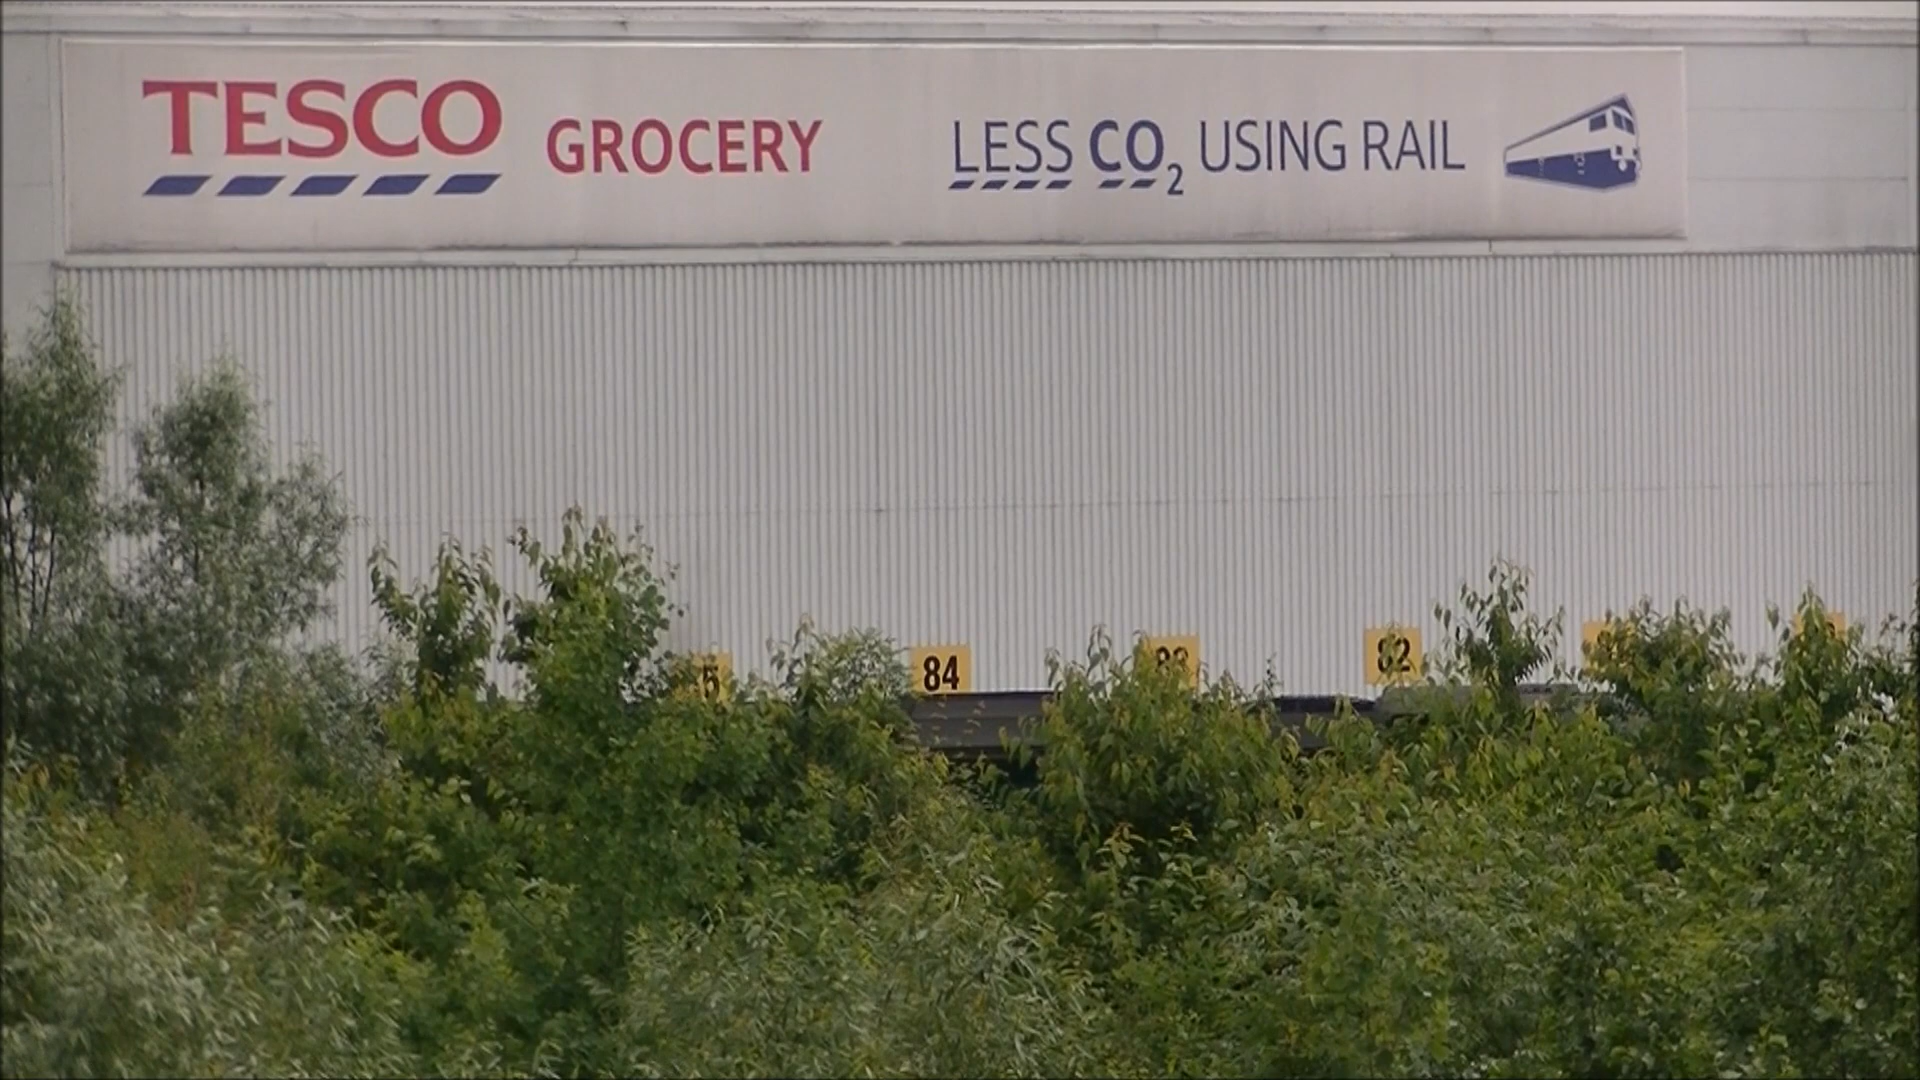 TESCO GROCERY LESS CO₂ USING RAIL
84 82